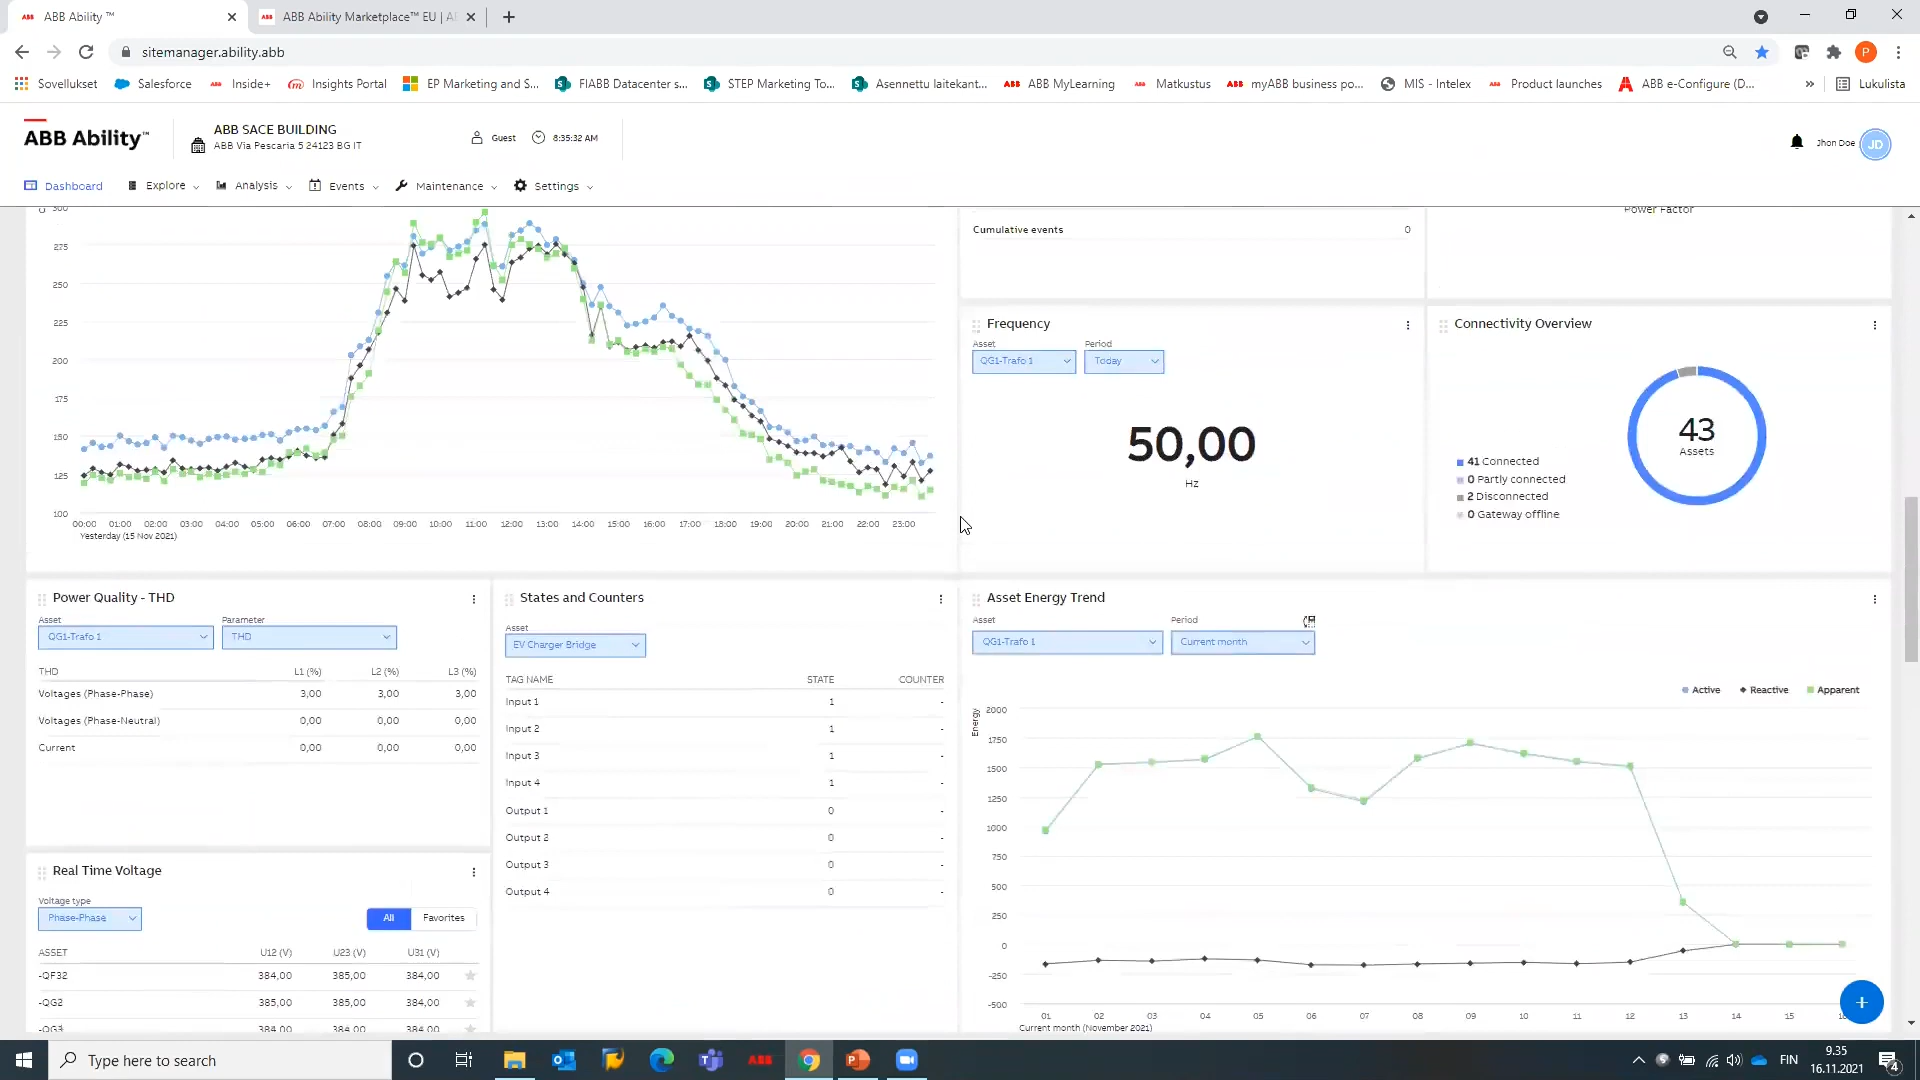 ABB Ability ™
ABB Ability Marketplace™ EU | AB
sitemanager.ability.abb
P
Sovellukset
Salesforce
Inside+
Insights Portal
EP Marketing and S...
FIABB Datacenter s...
STEP Marketing To...
Asennettu laitekant...
ABB MyLearning
Matkustus
myABB business po...
MIS - Intelex
Product launches
ABB e-Configure (D...
»
Lukulista
ABB Ability™
ABB SACE BUILDING
ABB Via Pescaria 5 24123 BG IT
Guest
8:35:32 AM
Jhon Doe
JD
Dashboard
Explore
Analysis
Events
Maintenance
Settings
300
275
250
225
200
175
150
125
100
00:00 01:00 02:00 03:00 04:00 05:00 06:00 07:00 08:00 09:00 10:00 11:00 12:00 13:00 14:00 15:00 16:00 17:00 18:00 19:00 20:00 21:00 22:00 23:00
Yesterday (15 Nov 2021)
Cumulative events 0
Power Factor
Frequency
Asset Period
QG1-Trafo 1 Today
50,00
Hz
Connectivity Overview
43
Assets
41 Connected
0 Partly connected
2 Disconnected
0 Gateway offline
Power Quality - THD
Asset Parameter
QG1-Trafo 1 THD
THD L1 (%) L2 (%) L3 (%)
Voltages (Phase-Phase) 3,00 3,00 3,00
Voltages (Phase-Neutral) 0,00 0,00 0,00
Current 0,00 0,00 0,00
States and Counters
Asset
EV Charger Bridge
TAG NAME STATE COUNTER
Input 1 1 -
Input 2 1 -
Input 3 1 -
Input 4 1 -
Output 1 0 -
Output 2 0 -
Output 3 0 -
Output 4 0 -
Asset Energy Trend
Asset Period
QG1-Trafo 1 Current month
Active Reactive Apparent
Energy
2000
1750
1500
1250
1000
750
500
250
0
-250
-500
01 02 03 04 05 06 07 08 09 10 11 12 13 14 15
Current month (November 2021)
Real Time Voltage
Voltage type
Phase-Phase
All Favorites
ASSET U12 (V) U23 (V) U31 (V)
-QF32 384,00 385,00 384,00
-QG2 385,00 385,00 384,00
-QG3 384,00 384,00 384,00
Type here to search
ABB
FIN
9.35
16.11.2021
4